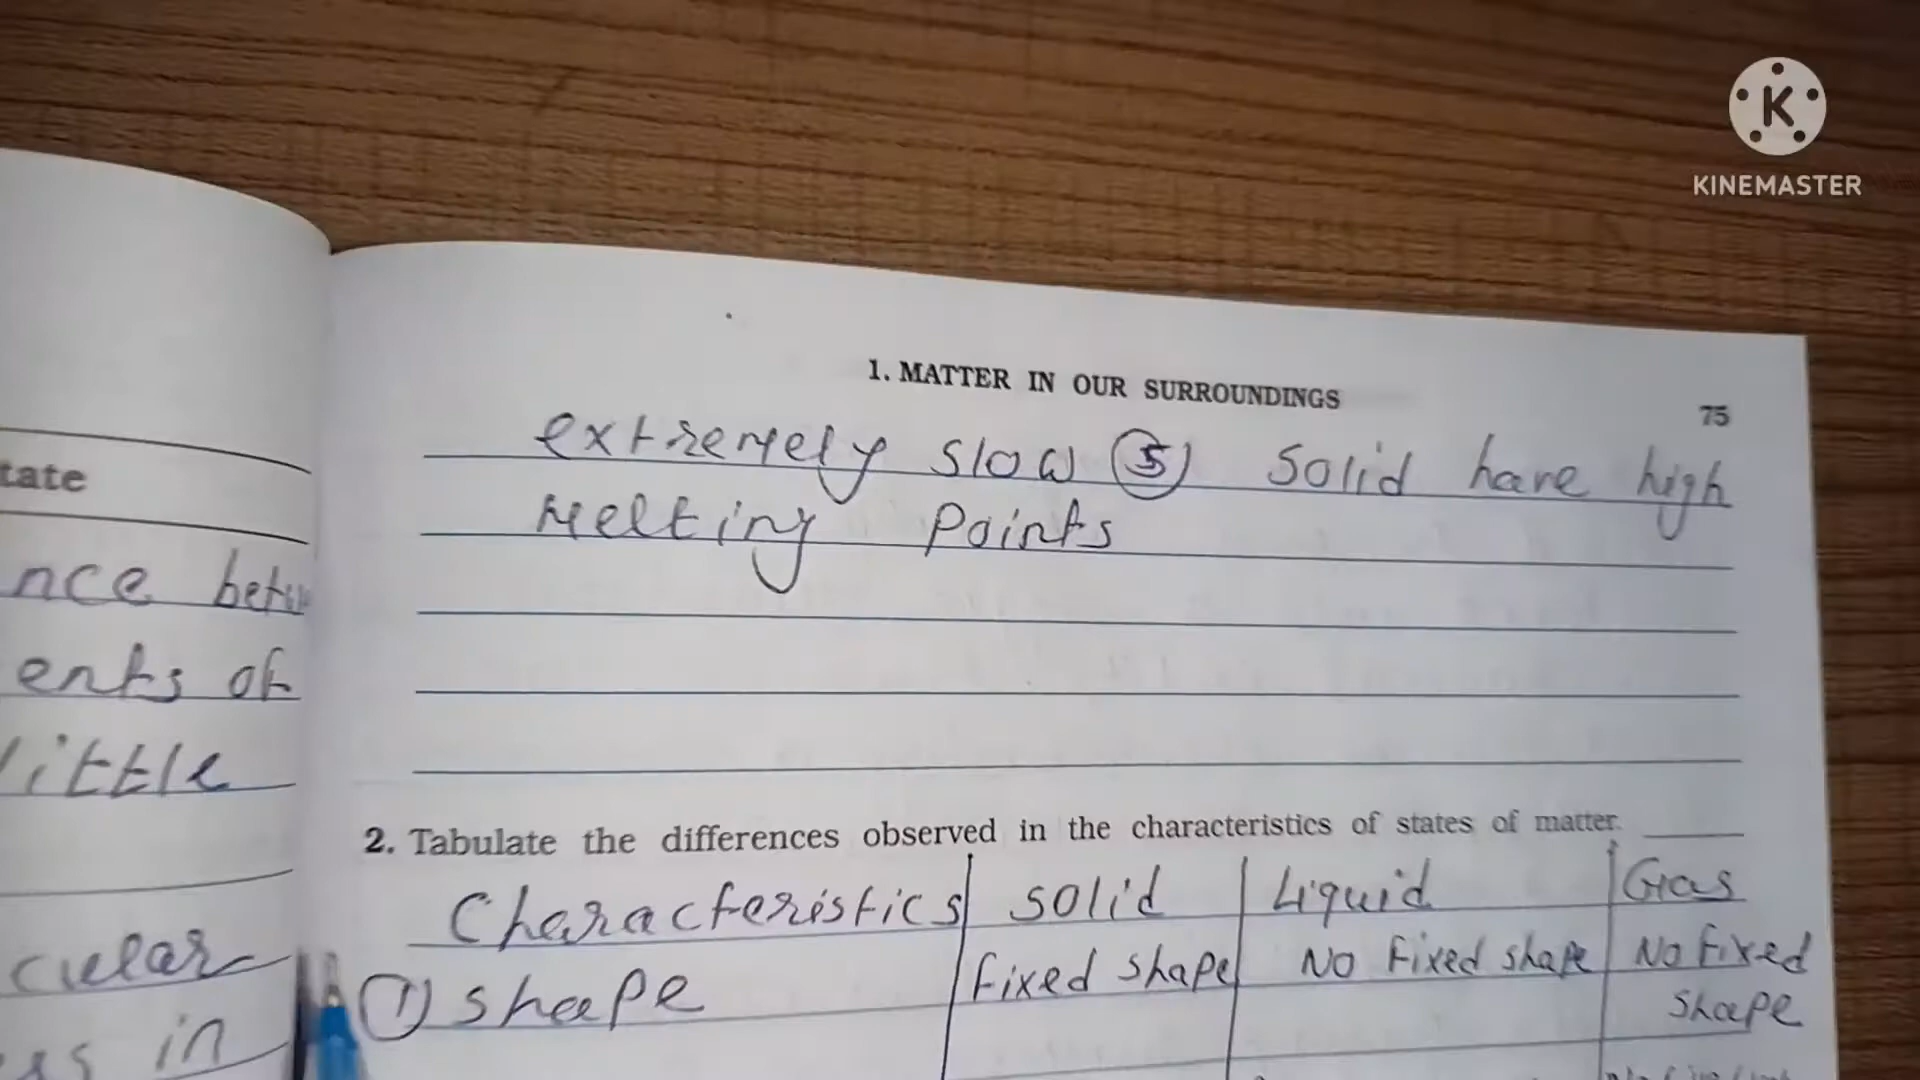 KINEMASTER
1. MATTER IN OUR SURROUNDINGS
75
extremely slow (5) Solid have high
Melting Points
2. Tabulate the differences observed in the characteristics of states of matter.
Characteristics | Solid | Liquid | Gas
(1) Shape | Fixed shape | No Fixed shape | No Fixed
shape
tate
nce betw
ents of
little
cular
in